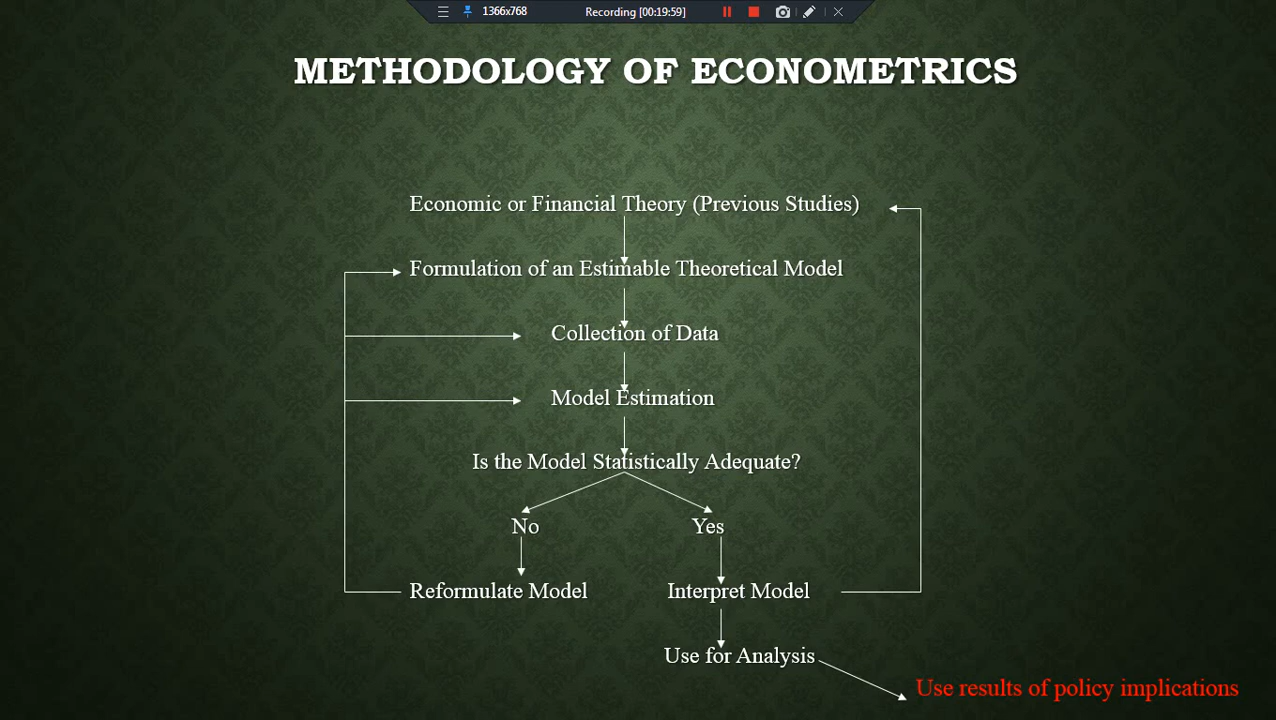 1366x768 Recording [00:19:59]
METHODOLOGY OF ECONOMETRICS
Economic or Financial Theory (Previous Studies)
Formulation of an Estimable Theoretical Model
Collection of Data
Model Estimation
Is the Model Statistically Adequate?
No Yes
Reformulate Model Interpret Model
Use for Analysis
Use results of policy implications